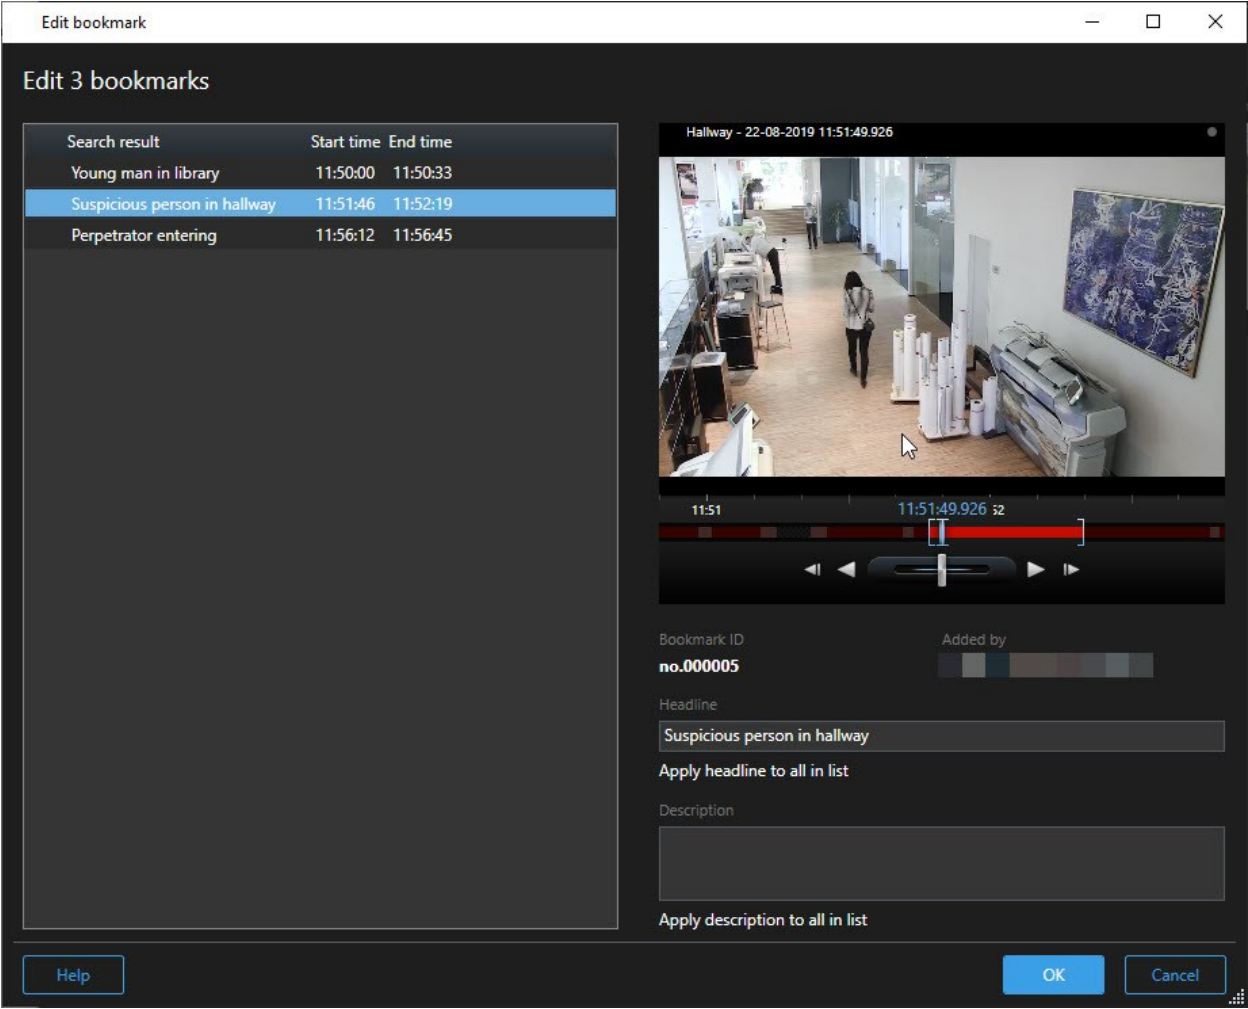 Edit bookmark
Edit 3 bookmarks
Search result Start time End time
Young man in library 11:50:00 11:50:33
Suspicious person in hallway 11:51:46 11:52:19
Perpetrator entering 11:56:12 11:56:45
Hallway - 22-08-2019 11:51:49.926
11:51 11:51:49.926 52
Bookmark ID Added by
no.000005
Headline
Suspicious person in hallway
Apply headline to all in list
Description
Apply description to all in list
Help OK Cancel